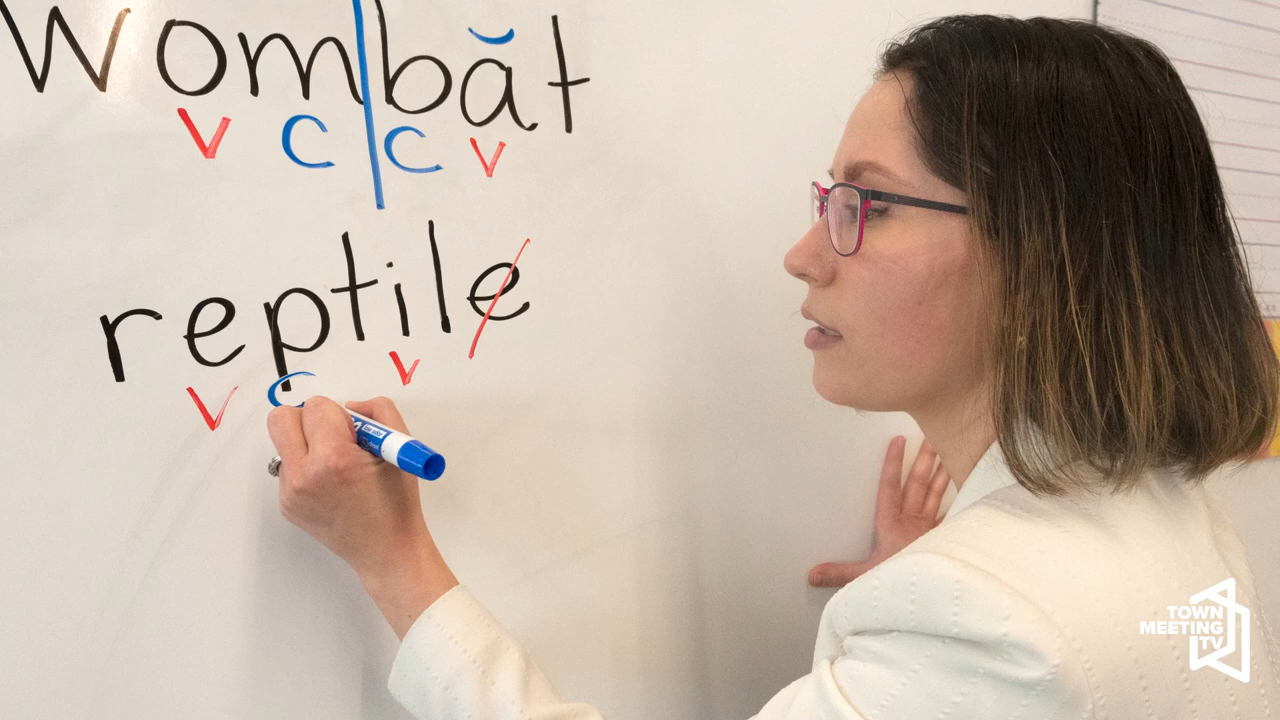 Wombăt
v c c v
reptile
v c v
TOWN
MEETING
TV